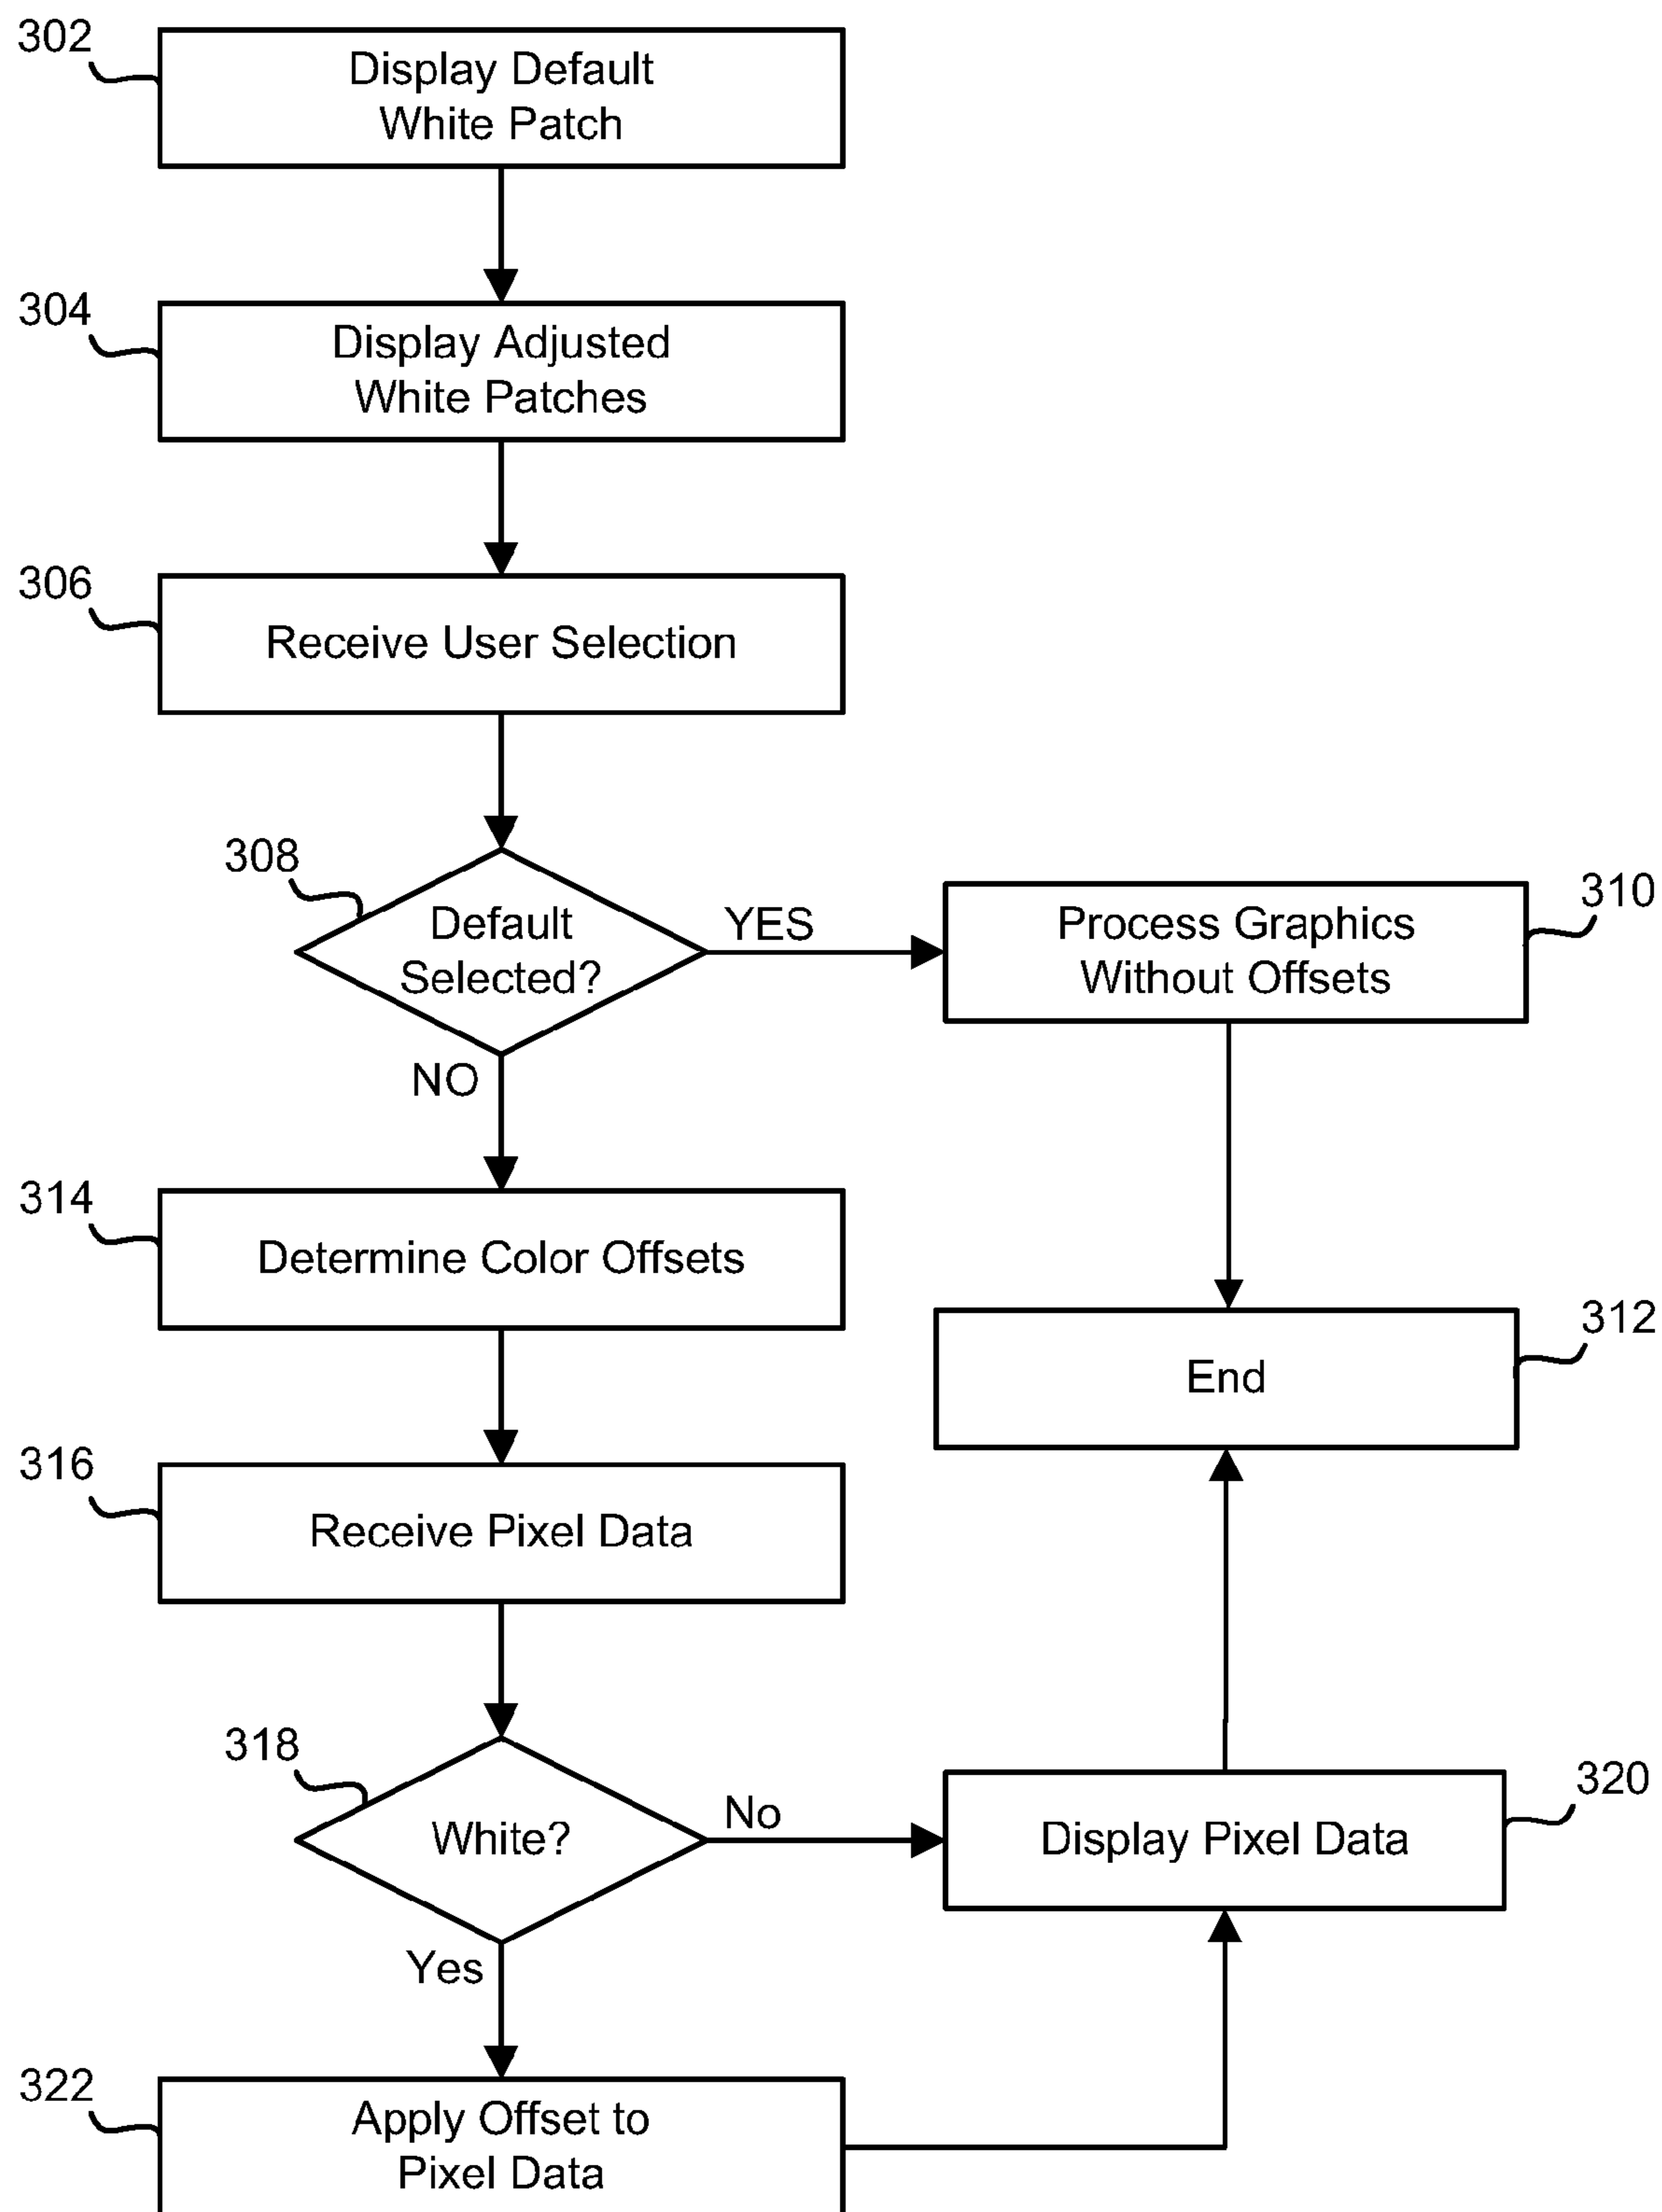 302
Display Default
White Patch
304
Display Adjusted
White Patches
306
Receive User Selection
308
Default
Selected?
YES
NO
310
Process Graphics
Without Offsets
312
End
314
Determine Color Offsets
316
Receive Pixel Data
318
White?
No
Yes
320
Display Pixel Data
322
Apply Offset to
Pixel Data